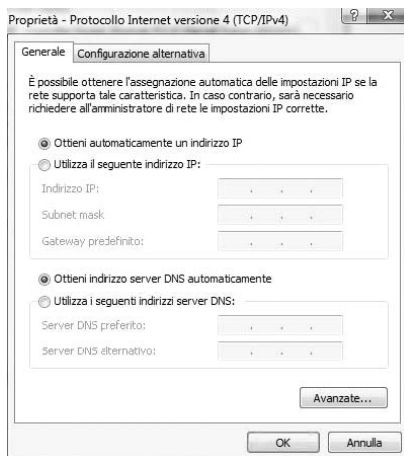 Proprietà - Protocollo Internet versione 4 (TCP/IPv4)
Generale
Configurazione alternativa
È possibile ottenere l'assegnazione automatica delle impostazioni IP se la
rete supporta tale caratteristica. In caso contrario, sarà necessario
richiedere all'amministratore di rete le impostazioni IP corrette.
Ottieni automaticamente un indirizzo IP
Utilizza il seguente indirizzo IP:
Indirizzo IP:
Subnet mask
Gateway predefinito:
Ottieni indirizzo server DNS automaticamente
Utilizza i seguenti indirizzi server DNS:
Server DNS preferito:
Server DNS alternativo:
Avanzate...
OK
Annulla